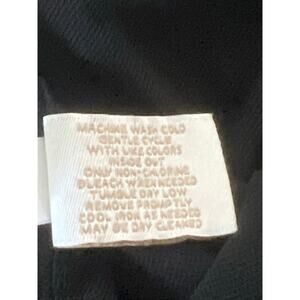 MACHINE WASH COLD
GENTLE CYCLE
WITH LIKE COLORS
INSIDE OUT
ONLY NON-CHLORINE
BLEACH WHEN NEEDED
TUMBLE DRY LOW
REMOVE PROMPTLY
COOL IRON AS NEEDED
MAY BE DRY CLEANED